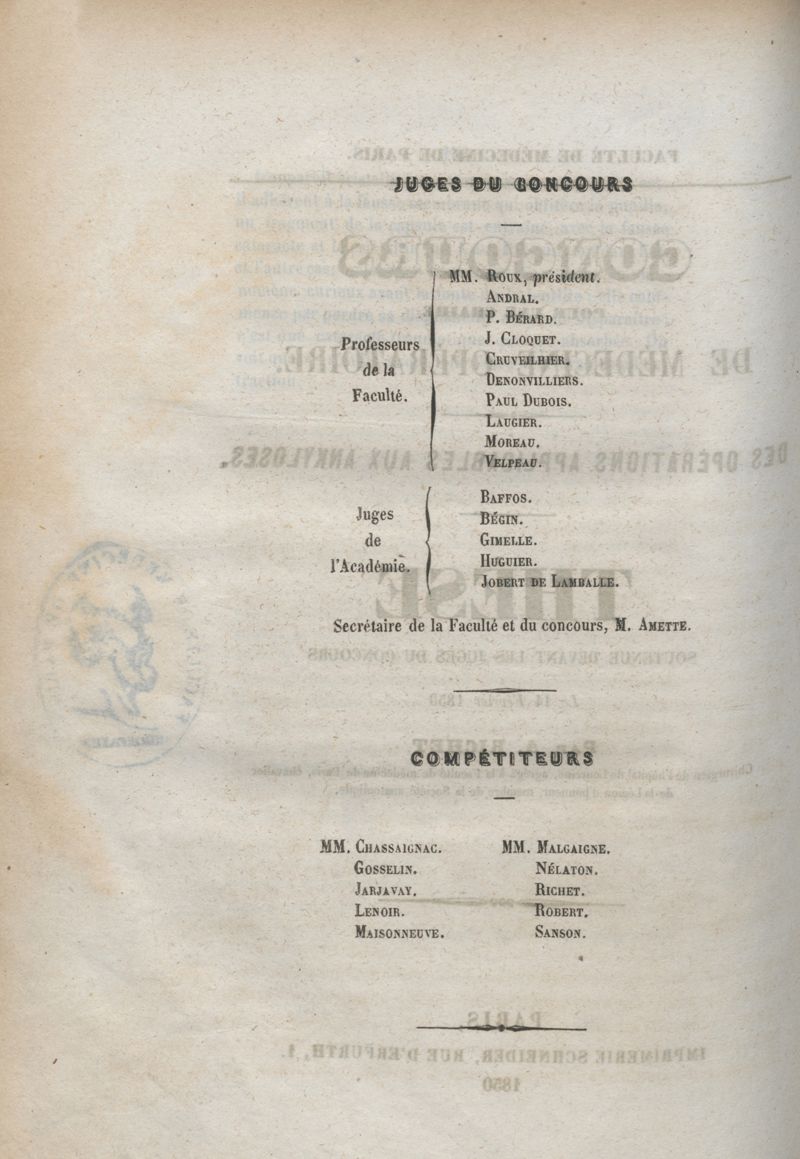 JUGES DU CONCOURS
MM. Roux, président.
Andral.
P. Bérard.
J. Cloquet.
Cruveilhier.
Denonvilliers.
Paul Dubois.
Laugier.
Moreau.
Velpeau.
Professeurs
de la
Faculté.
Baffos.
Bégin.
Gimelle.
Huguier.
Jobert de Lamballe.
Juges
de
l'Académie.
Secrétaire de la Faculté et du concours, M. Amette.
COMPÉTITEURS
MM. Chassaignac.
Gosselin.
Jarjavay.
Lenoir.
Maisonneuve.
MM. Malgaigne.
Nélaton.
Richet.
Robert.
Sanson.